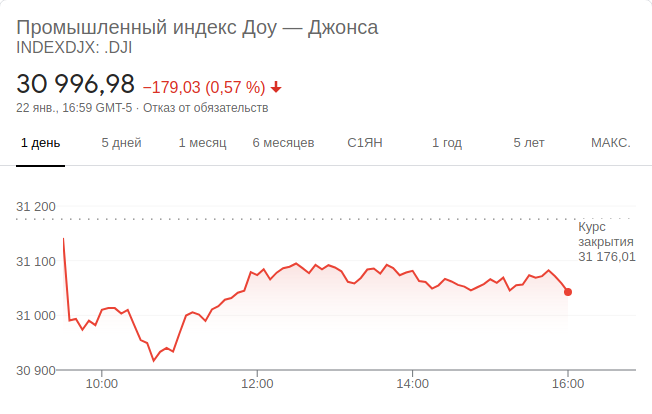 Промышленный индекс Доу — Джонса
INDEXDJX: .DJI
30 996,98 −179,03 (0,57 %)
22 янв., 16:59 GMT-5 · Отказ от обязательств
1 день 5 дней 1 месяц 6 месяцев С1ЯН 1 год 5 лет МАКС.
31 200
Курс
закрытия
31 176,01
31 100
31 000
30 900
10:00 12:00 14:00 16:00